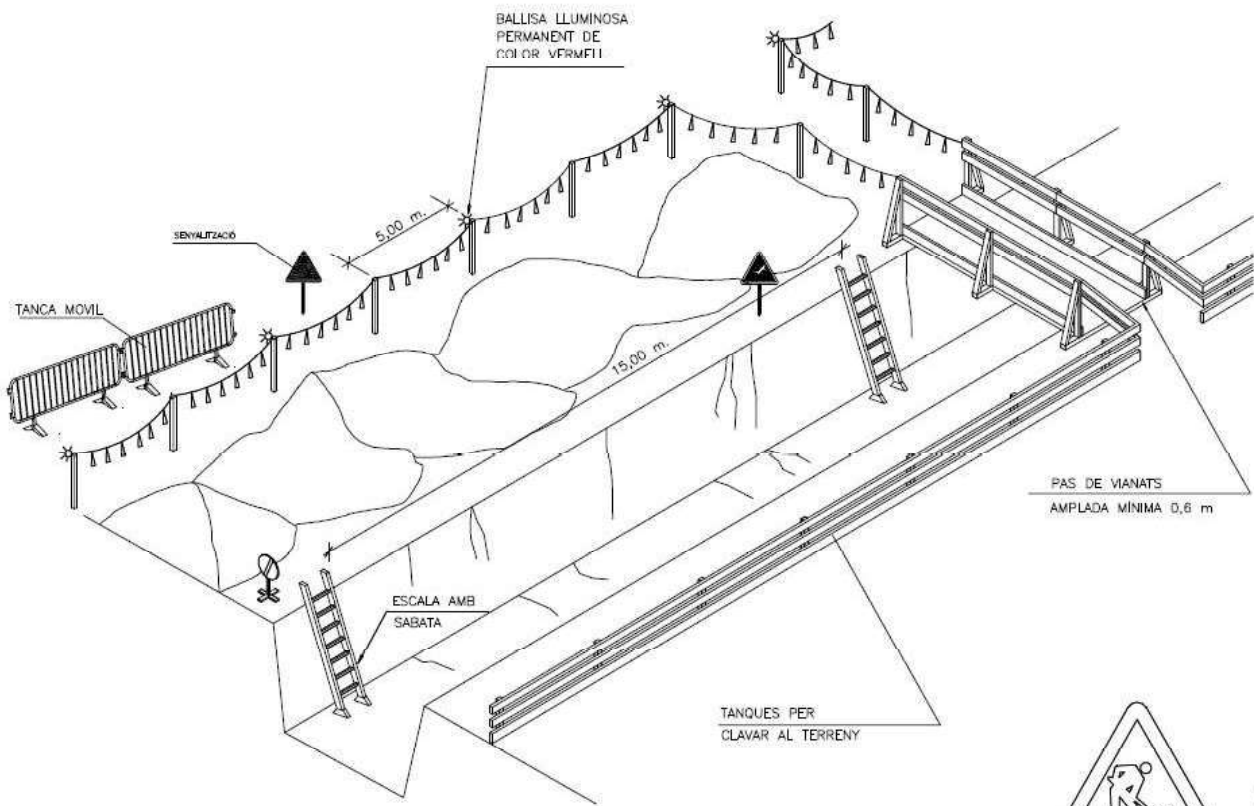 BALLISA LLUMINOSA
PERMANENT DE
COLOR VERMELL
5,00 m.
SENYALITZACIÓ
TANCA MOVIL
15,00 m.
PAS DE VIANATS
AMPLADA MÍNIMA 0,6 m
ESCALA AMB
SABATA
TANQUES PER
CLAVAR AL TERRENY